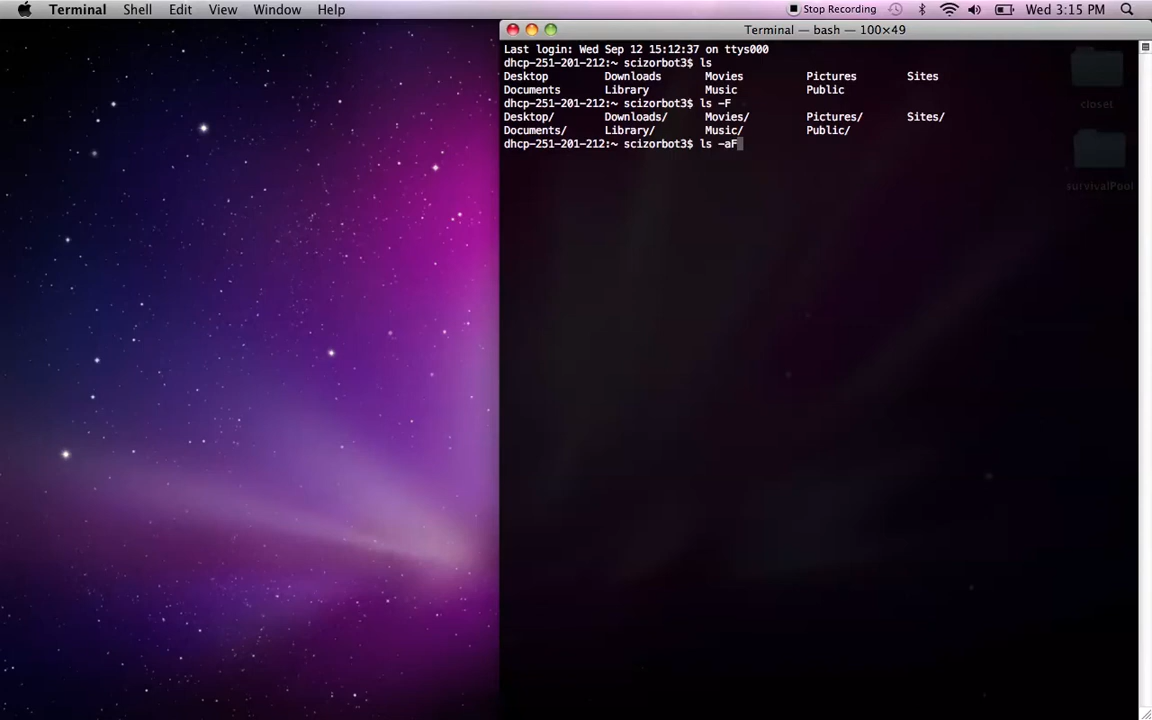 Terminal Shell Edit View Window Help Stop Recording Wed 3:15 PM
Terminal — bash — 100×49
Last login: Wed Sep 12 15:12:37 on ttys000
dhcp-251-201-212:~ scizorbot3$ ls
Desktop Downloads Movies Pictures Sites
Documents Library Music Public
dhcp-251-201-212:~ scizorbot3$ ls -F
Desktop/ Downloads/ Movies/ Pictures/ Sites/
Documents/ Library/ Music/ Public/
dhcp-251-201-212:~ scizorbot3$ ls -aF
closet
survivalPool